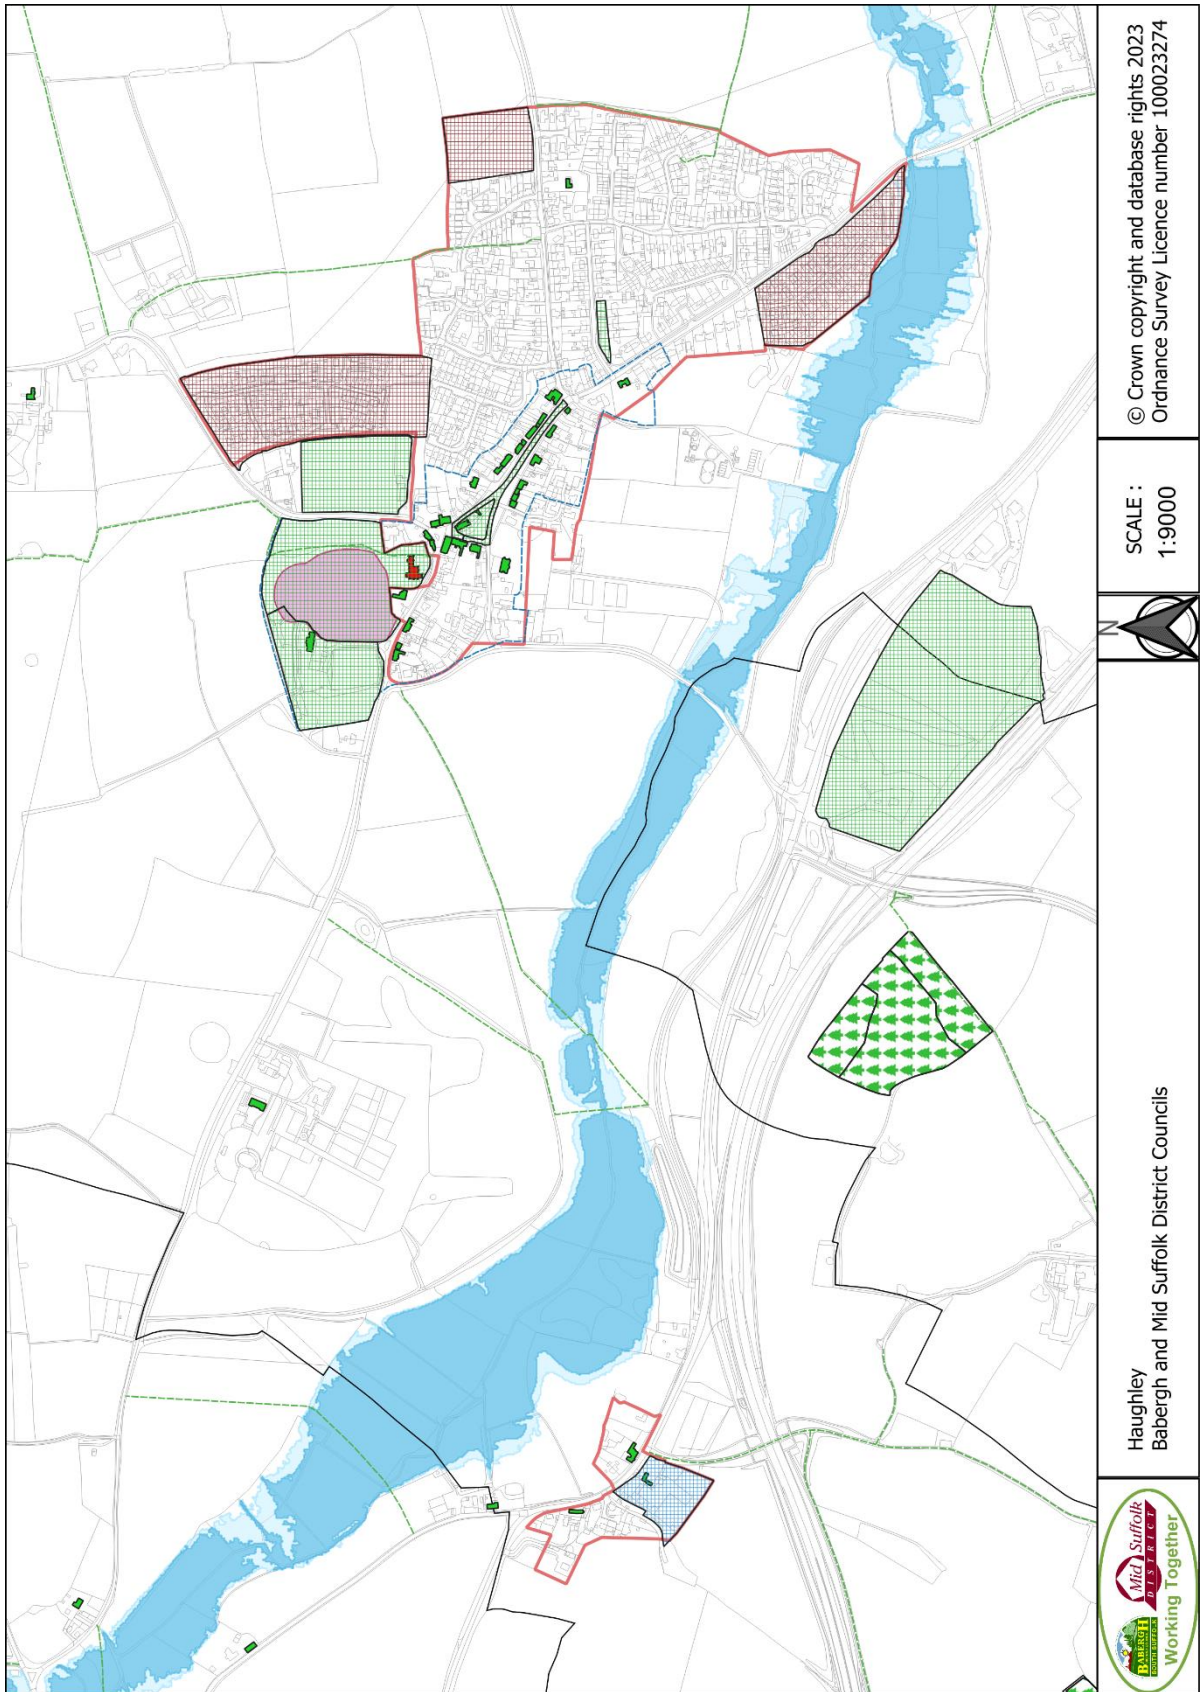 Haughley
Babergh and Mid Suffolk District Councils
N
SCALE :
1:9000
© Crown copyright and database rights 2023
Ordnance Survey Licence number 100023274
BABERGH
SOUTH SUFFOLK
Mid Suffolk
DISTRICT
Working Together